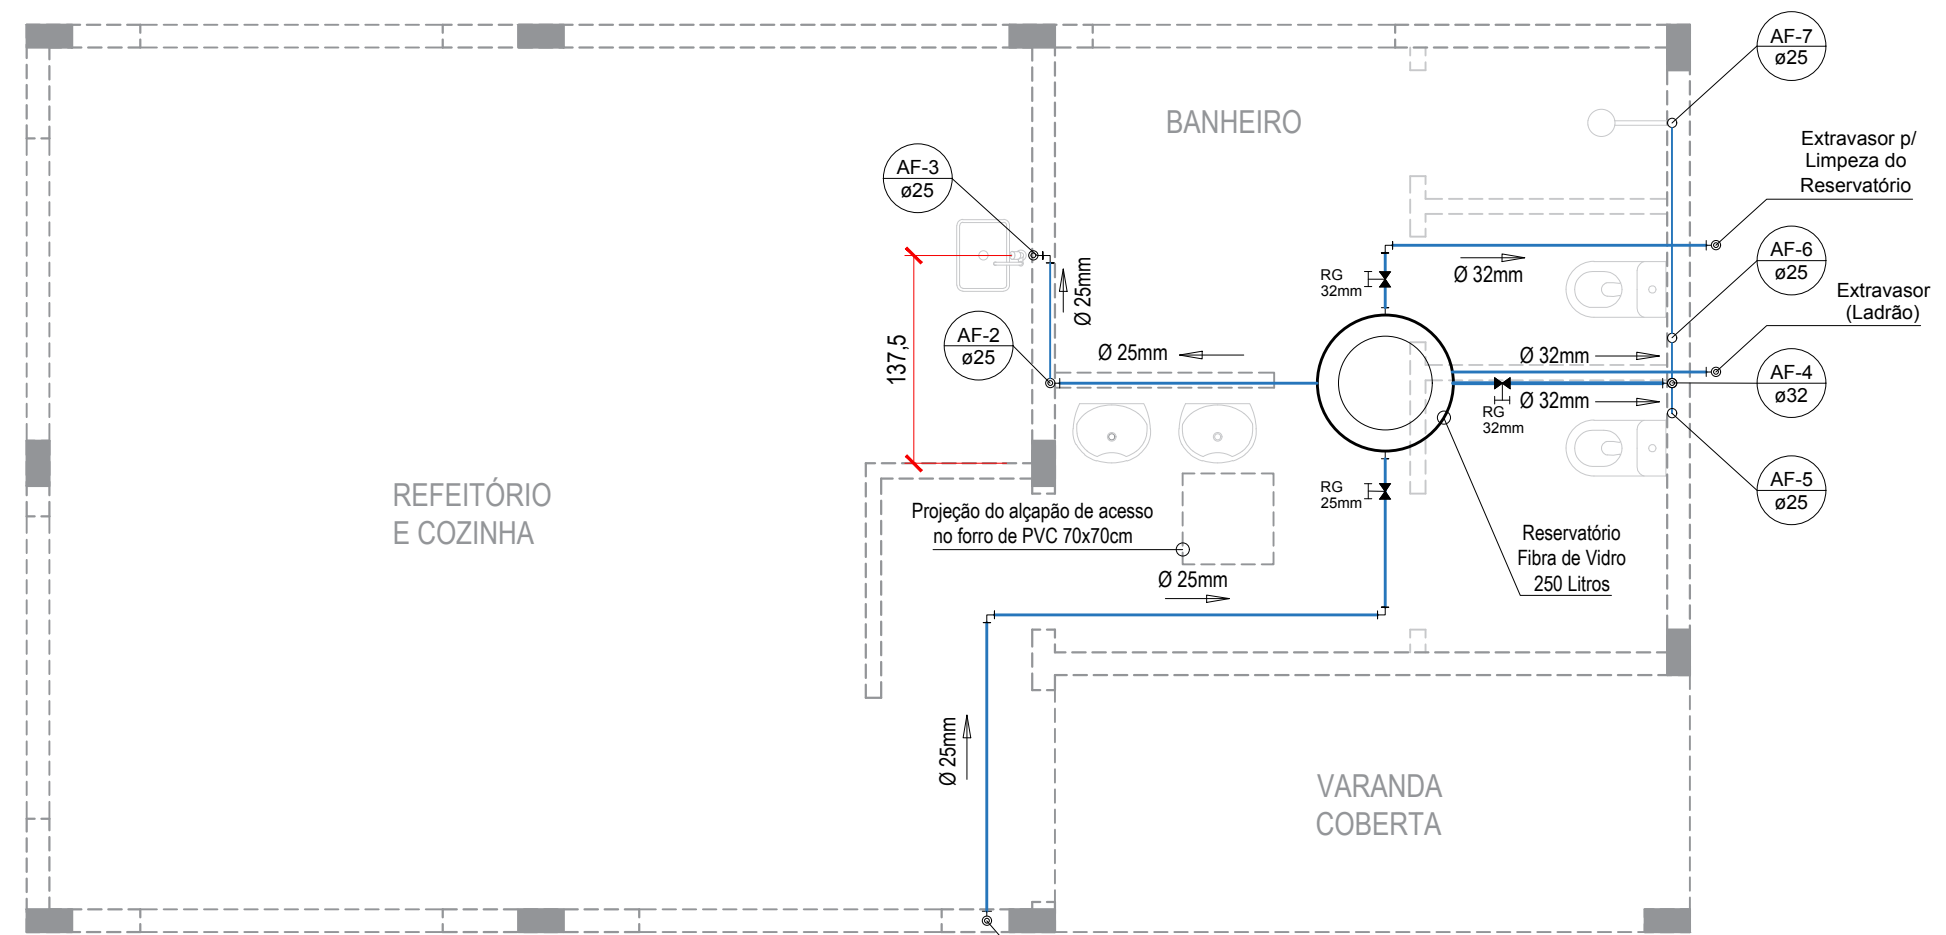 AF-7
ø25
BANHEIRO
Extravasor p/
Limpeza do
Reservatório
AF-3
ø25
AF-6
ø25
Ø 32mm
RG
32mm
Ø 25mm
Extravasor
(Ladrão)
AF-2
ø25
137,5
Ø 25mm
Ø 32mm
AF-4
ø32
Ø 32mm
RG
32mm
REFEITÓRIO
E COZINHA
RG
25mm
AF-5
ø25
Projeção do alçapão de acesso
no forro de PVC 70x70cm
Reservatório
Fibra de Vidro
250 Litros
Ø 25mm
Ø 25mm
VARANDA
COBERTA